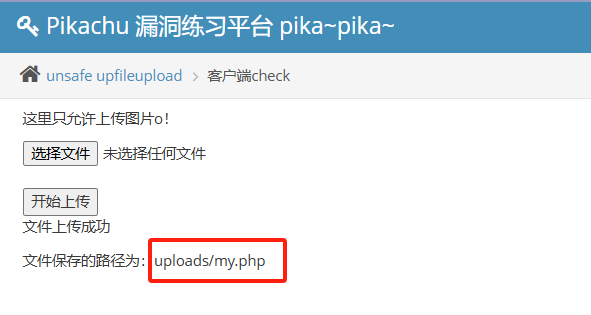 Pikachu 漏洞练习平台 pika~pika~
unsafe upfileupload > 客户端check
这里只允许上传图片o！
选择文件 未选择任何文件
开始上传
文件上传成功
文件保存的路径为：uploads/my.php